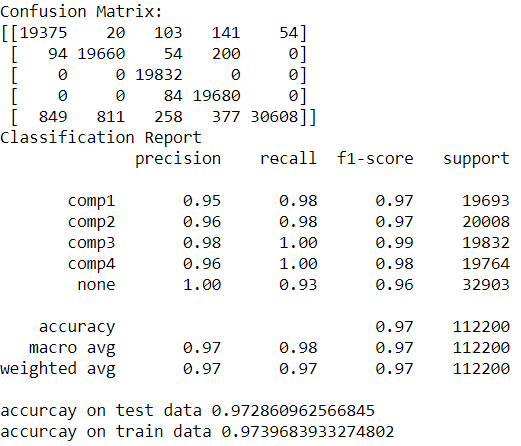 Confusion Matrix:
[[19375    20   103   141    54]
 [   94 19660    54   200     0]
 [    0     0 19832     0     0]
 [    0     0    84 19680     0]
 [  849   811   258   377 30608]]
Classification Report
              precision    recall  f1-score   support

       comp1       0.95      0.98      0.97     19693
       comp2       0.96      0.98      0.97     20008
       comp3       0.98      1.00      0.99     19832
       comp4       0.96      1.00      0.98     19764
        none       1.00      0.93      0.96     32903

    accuracy                           0.97    112200
   macro avg       0.97      0.98      0.97    112200
weighted avg       0.97      0.97      0.97    112200

accurcay on test data 0.972860962566845
accurcay on train data 0.9739683933274802